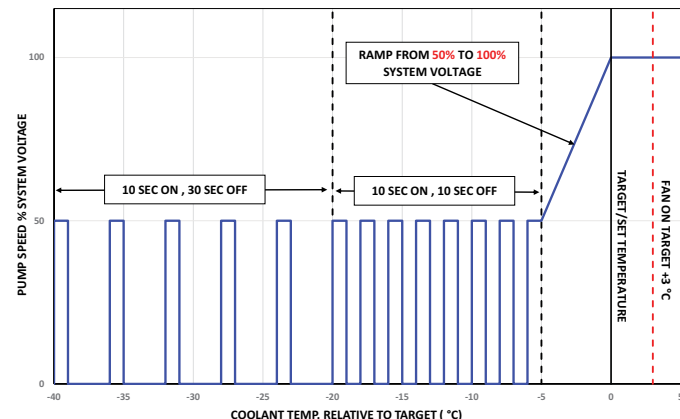 100
50
0
PUMP SPEED % SYSTEM VOLTAGE
RAMP FROM 50% TO 100%
SYSTEM VOLTAGE
10 SEC ON , 30 SEC OFF
10 SEC ON , 10 SEC OFF
TARGET/SET TEMPERATURE
FAN ON TARGET +3 °C
-40
-35
-30
-25
-20
-15
-10
-5
0
5
COOLANT TEMP. RELATIVE TO TARGET ( °C)